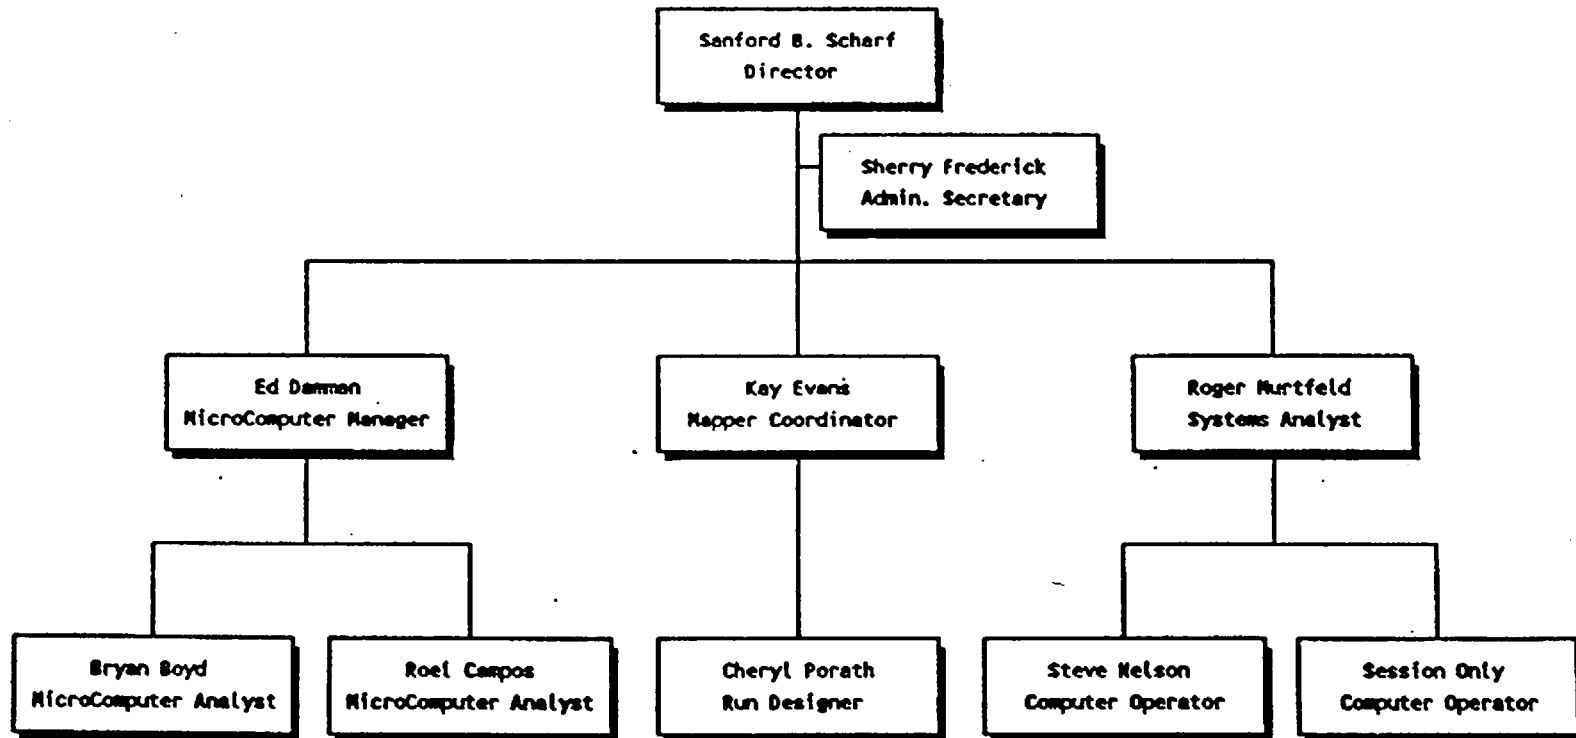 Sanford B. Scharf
Director
Sherry Frederick
Admin. Secretary
Ed Damman
MicroComputer Manager
Kay Evans
Mapper Coordinator
Roger Murtfeld
Systems Analyst
Bryan Boyd
MicroComputer Analyst
Roel Campos
MicroComputer Analyst
Cheryl Porath
Run Designer
Steve Nelson
Computer Operator
Session Only
Computer Operator